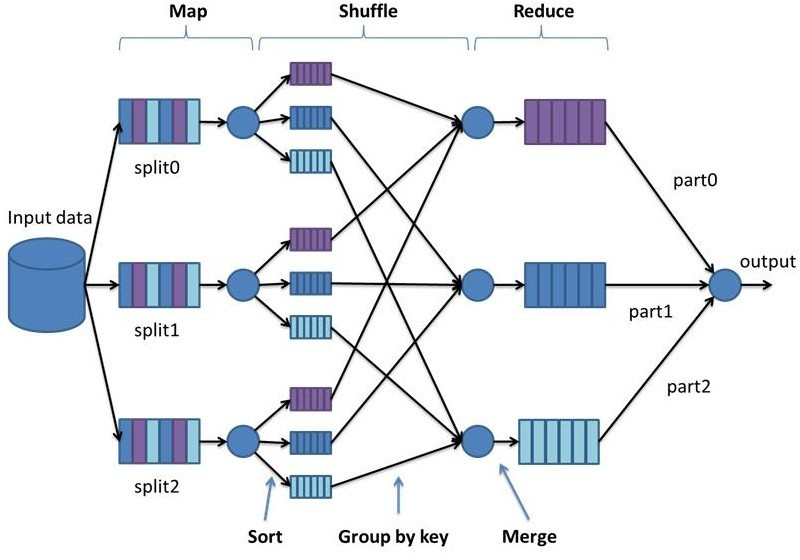 Map
Shuffle
Reduce
split0
part0
Input data
output
split1
part1
part2
split2
Sort
Group by key
Merge